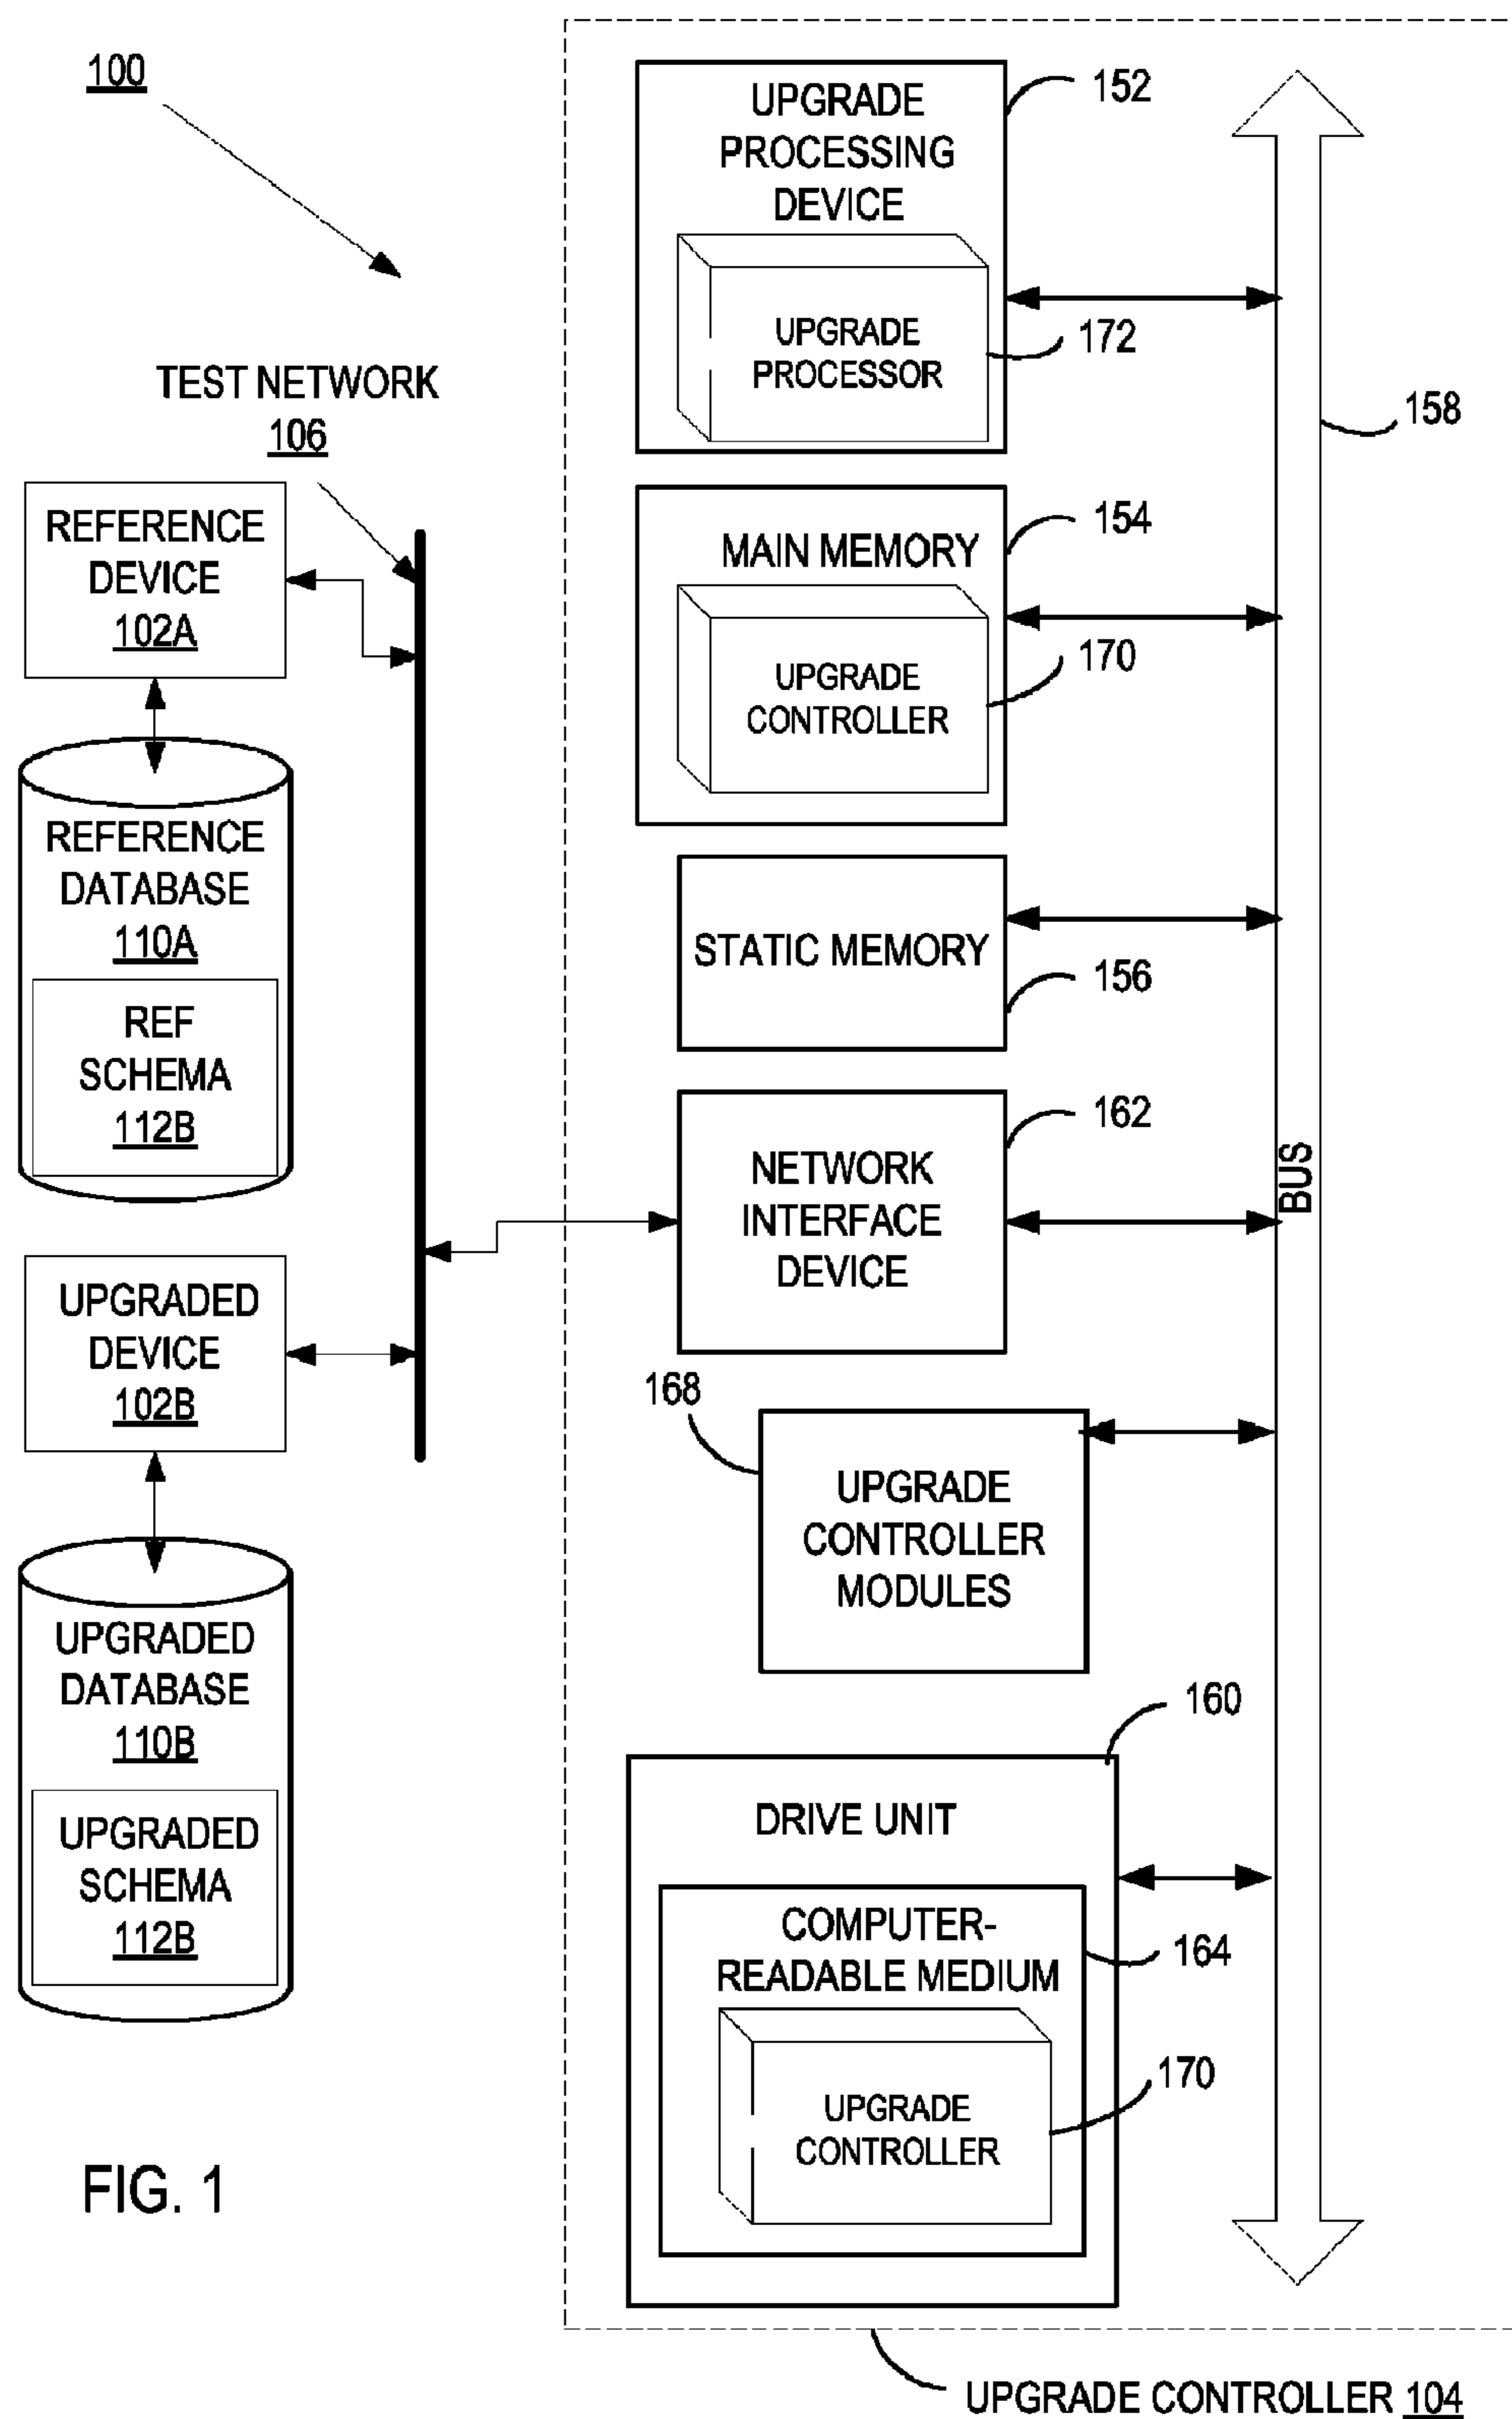 100
TEST NETWORK
106
REFERENCE
DEVICE
102A
REFERENCE
DATABASE
110A
REF
SCHEMA
112B
UPGRADED
DEVICE
102B
UPGRADED
DATABASE
110B
UPGRADED
SCHEMA
112B
FIG. 1
UPGRADE
PROCESSING
DEVICE
152
UPGRADE
PROCESSOR
172
158
MAIN MEMORY
154
UPGRADE
CONTROLLER
170
STATIC MEMORY
156
NETWORK
INTERFACE
DEVICE
162
BUS
168
UPGRADE
CONTROLLER
MODULES
160
DRIVE UNIT
COMPUTER-
READABLE MEDIUM
164
UPGRADE
CONTROLLER
170
UPGRADE CONTROLLER 104